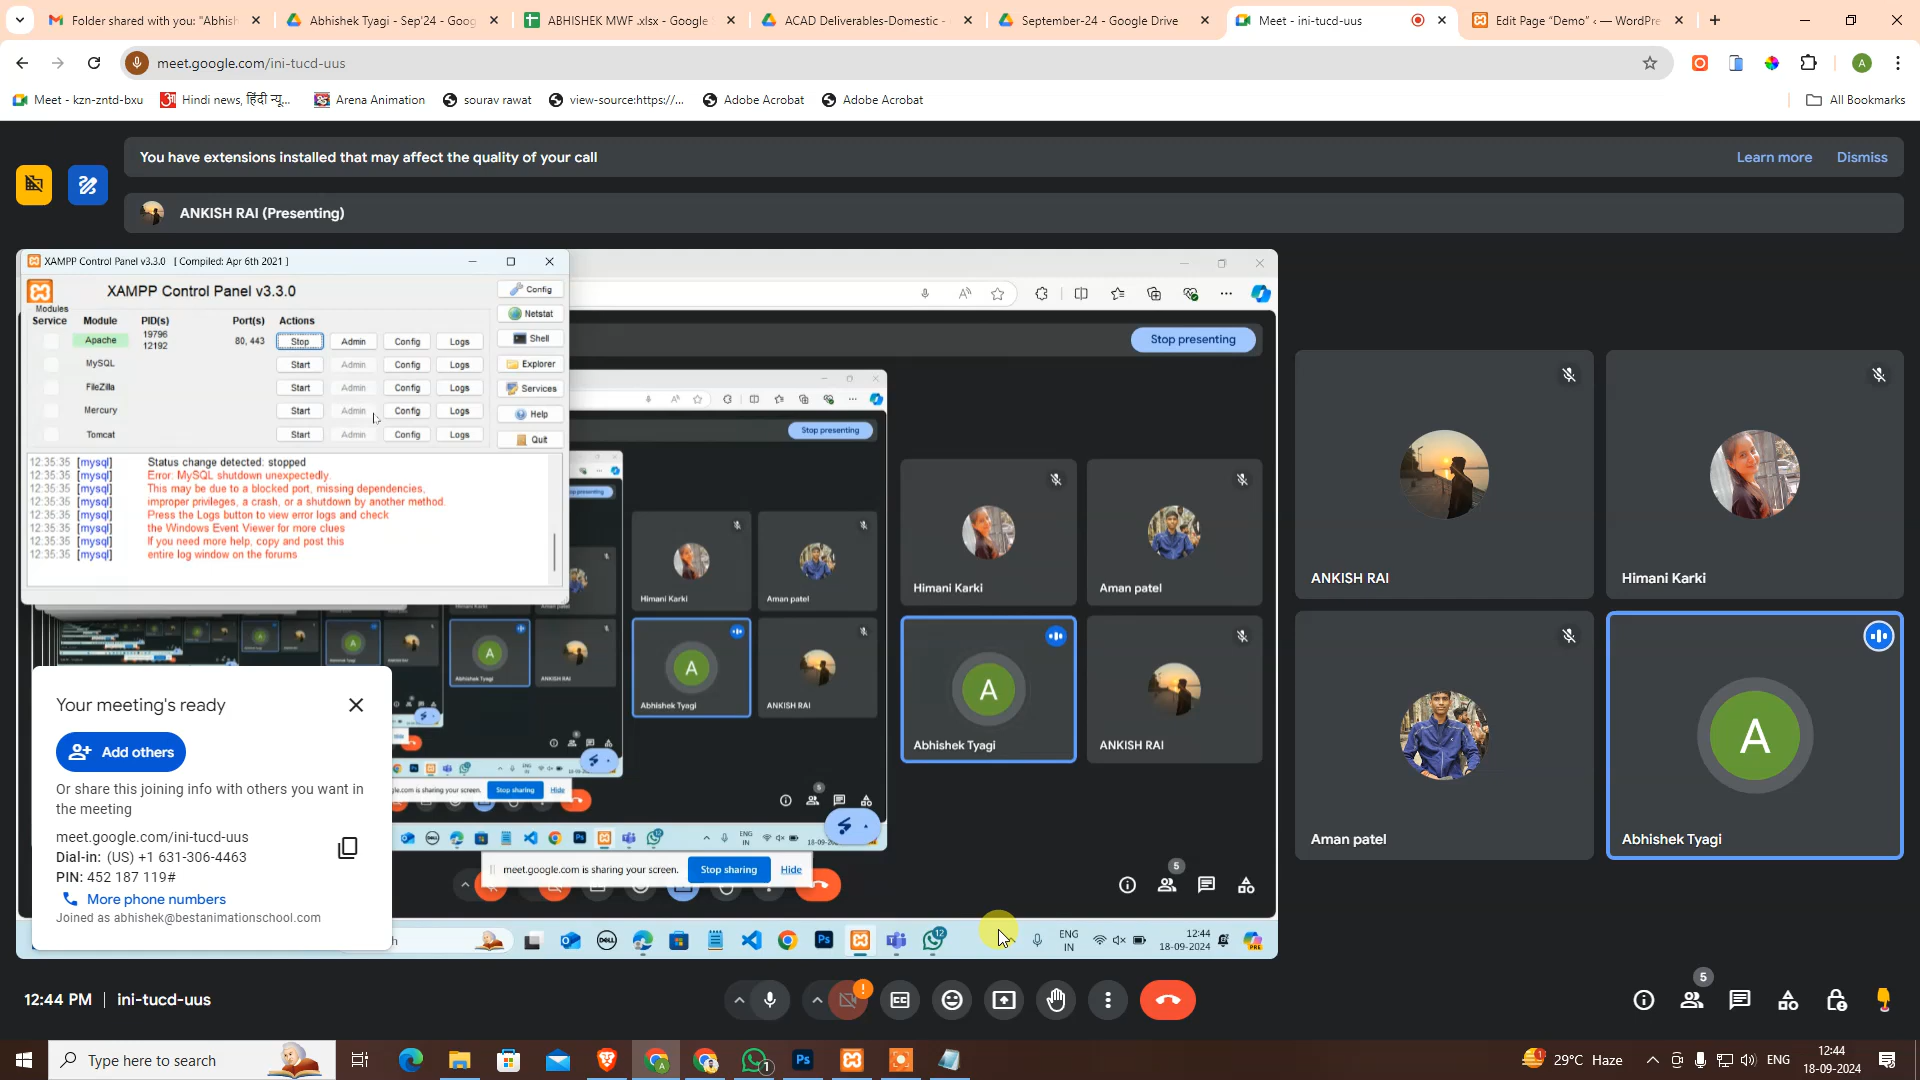 Folder shared with you: "Abhish
Abhishek Tyagi - Sep'24 - Goog
ABHISHEK MWF .xlsx - Google
ACAD Deliverables-Domestic -
September-24 - Google Drive
Meet - ini-tucd-uus
Edit Page "Demo" ‹ — WordPre
meet.google.com/ini-tucd-uus
A
Meet - kzn-zntd-bxu
Hindi news, हिंदी न्यू...
Arena Animation
sourav rawat
view-source:https://...
Adobe Acrobat
Adobe Acrobat
All Bookmarks
You have extensions installed that may affect the quality of your call
Learn more
Dismiss
ANKISH RAI (Presenting)
XAMPP Control Panel v3.3.0 [ Compiled: Apr 6th 2021 ]
XAMPP Control Panel v3.3.0
Config
Modules
Service Module PID(s) Port(s) Actions
Netstat
Apache 19796 12192 80, 443 Stop Admin Config Logs
Shell
MySQL Start Admin Config Logs
Explorer
FileZilla Start Admin Config Logs
Services
Mercury Start Admin Config Logs
Help
Tomcat Start Admin Config Logs
Quit
12:35:35 [mysql] Status change detected: stopped
12:35:35 [mysql] Error: MySQL shutdown unexpectedly.
12:35:35 [mysql] This may be due to a blocked port, missing dependencies,
12:35:35 [mysql] improper privileges, a crash, or a shutdown by another method.
12:35:35 [mysql] Press the Logs button to view error logs and check
12:35:35 [mysql] the Windows Event Viewer for more clues
12:35:35 [mysql] If you need more help, copy and post this
12:35:35 [mysql] entire log window on the forums
Stop presenting
Stop presenting
Himani Karki
Aman patel
Abhishek Tyagi
ANKISH RAI
Himani Karki
Aman patel
A
Abhishek Tyagi
A
ANKISH RAI
A
Abhishek Tyagi
ANKISH RAI
Stop sharing
Hide
meet.google.com is sharing your screen.
Stop sharing
Hide
5
ENG
IN
12:44
18-09-2024
ANKISH RAI
Himani Karki
Aman patel
A
Abhishek Tyagi
Your meeting's ready
Add others
Or share this joining info with others you want in
the meeting
meet.google.com/ini-tucd-uus
Dial-in: (US) +1 631-306-4463
PIN: 452 187 119#
More phone numbers
Joined as abhishek@bestanimationschool.com
12:44 PM | ini-tucd-uus
5
Type here to search
Ps
29°C Haze
ENG
12:44
18-09-2024